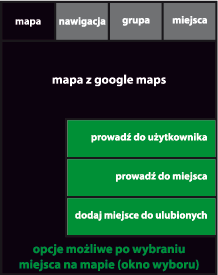 mapa nawigacja grupa miejsca
mapa z google maps
prowadź do użytkownika
prowadź do miejsca
dodaj miejsce do ulubionych
opcje możliwe po wybraniu
miejsca na mapie (okno wyboru)